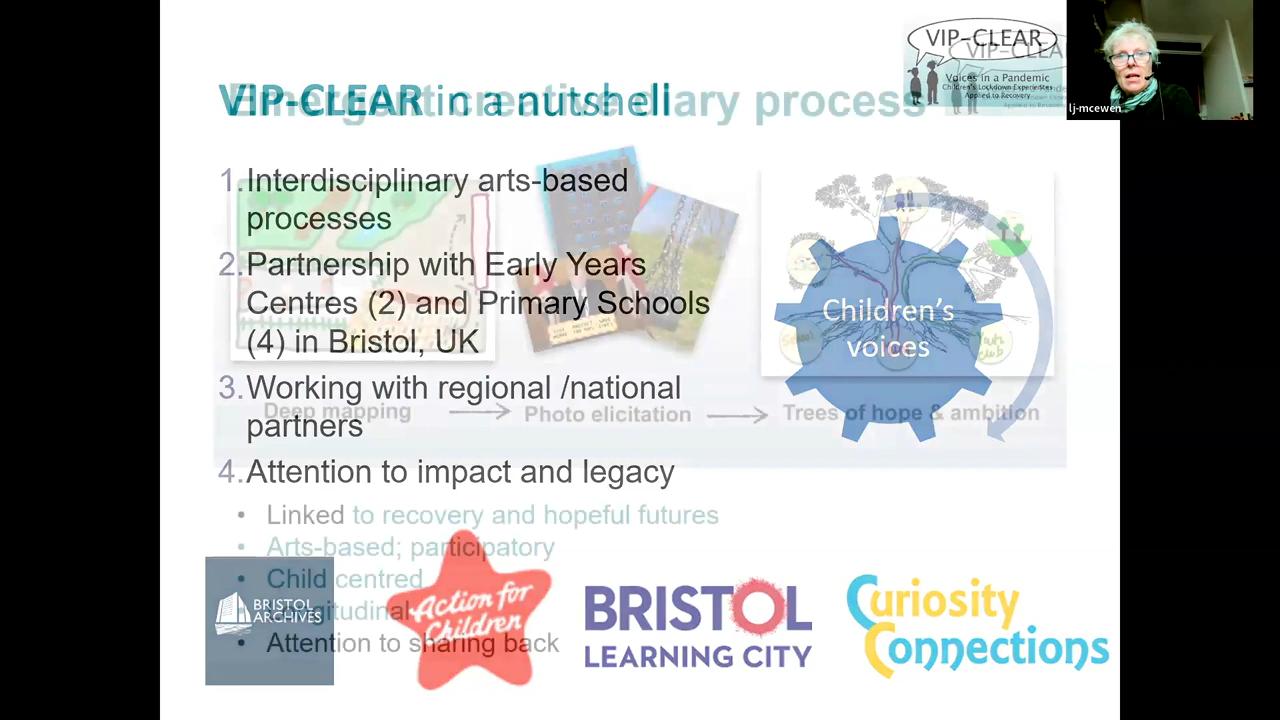 VIP-CLEAR
Voices in a Pandemic
Children's Lockdown Experiences
Applied to Recovery
lj-mcewen
VIP-CLEAR in a nutshell
Emergent creative diary process
1. Interdisciplinary arts-based
processes
2. Partnership with Early Years
Centres (2) and Primary Schools
(4) in Bristol, UK
Children's
voices
3. Working with regional /national
partners
Deep mapping
Photo elicitation
Trees of hope & ambition
4. Attention to impact and legacy
• Linked to recovery and hopeful futures
• Arts-based; participatory
• Child centred
• Longitudinal
• Attention to sharing back
BRISTOL
ARCHIVES
Action for
Children
BRISTOL
LEARNING CITY
Curiosity
Connections